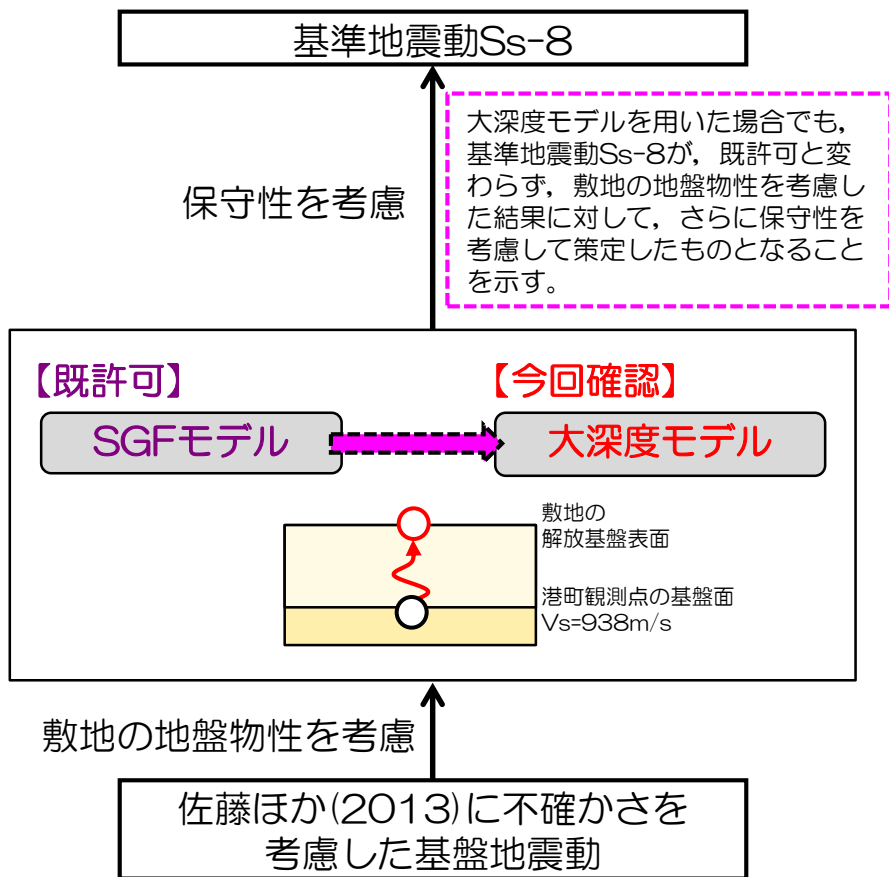 基準地震動Ss-8
大深度モデルを用いた場合でも，
基準地震動Ss-8が，既許可と変
わらず，敷地の地盤物性を考慮し
た結果に対して，さらに保守性を
考慮して策定したものとなること
を示す。
保守性を考慮
【既許可】
【今回確認】
SGFモデル
大深度モデル
敷地の
解放基盤表面
港町観測点の基盤面
Vs=938m/s
敷地の地盤物性を考慮
佐藤ほか(2013)に不確かさを
考慮した基盤地震動